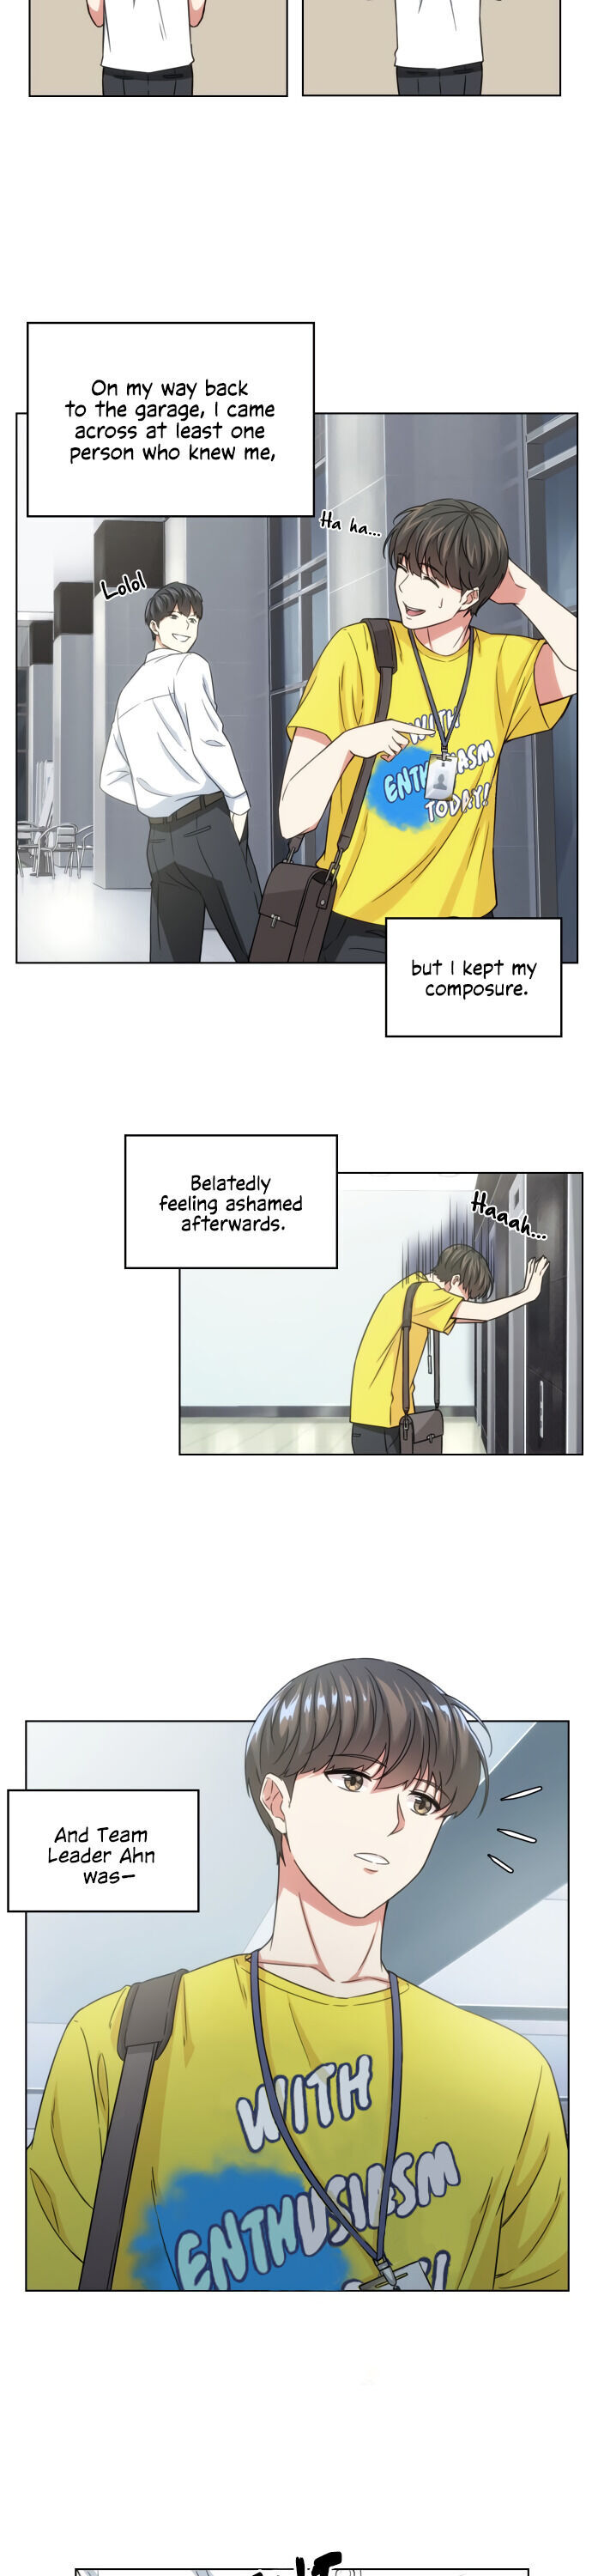 On my way back
to the garage, I came
across at least one
person who knew me,
Ha ha...
Lolol
WITH
TODAY!
but I kept my
composure.
Belatedly
feeling ashamed
afterwards.
Haaah...
And Team
Leader Ahn
was—
WITH
ENTHUSIASM